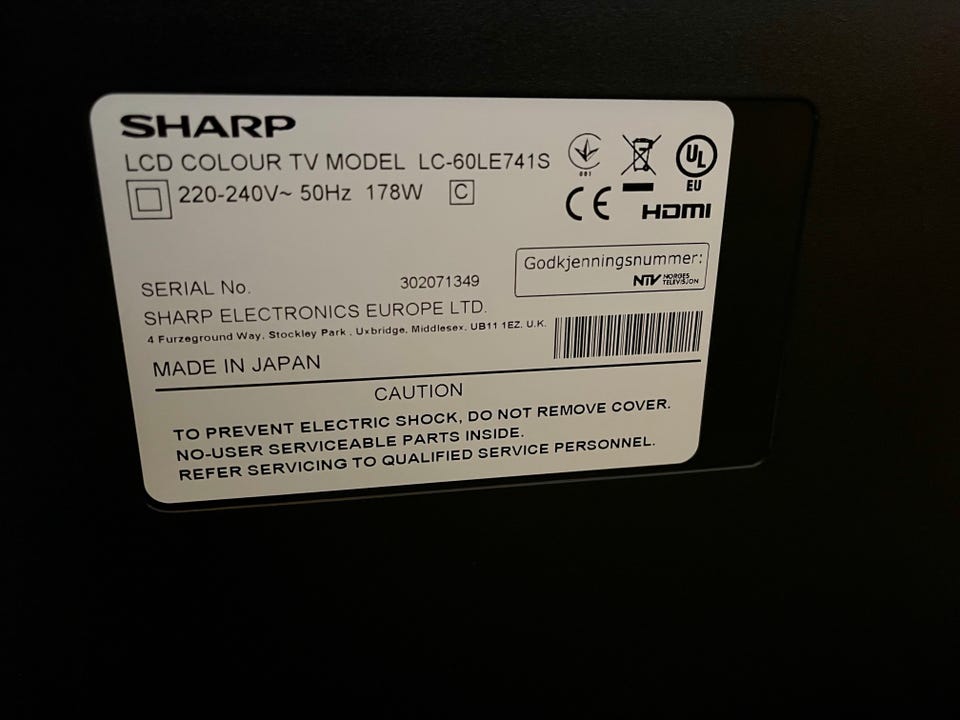 SHARP
LCD COLOUR TV MODEL LC-60LE741S
220-240V~ 50Hz 178W C
001
UL
EU
CE
HDMI
Godkjenningsnummer:
NTV NORGES
TELEVISJON
SERIAL No. 302071349
SHARP ELECTRONICS EUROPE LTD.
4 Furzeground Way, Stockley Park , Uxbridge, Middlesex, UB11 1EZ, U.K.
MADE IN JAPAN
CAUTION
TO PREVENT ELECTRIC SHOCK, DO NOT REMOVE COVER.
NO-USER SERVICEABLE PARTS INSIDE.
REFER SERVICING TO QUALIFIED SERVICE PERSONNEL.